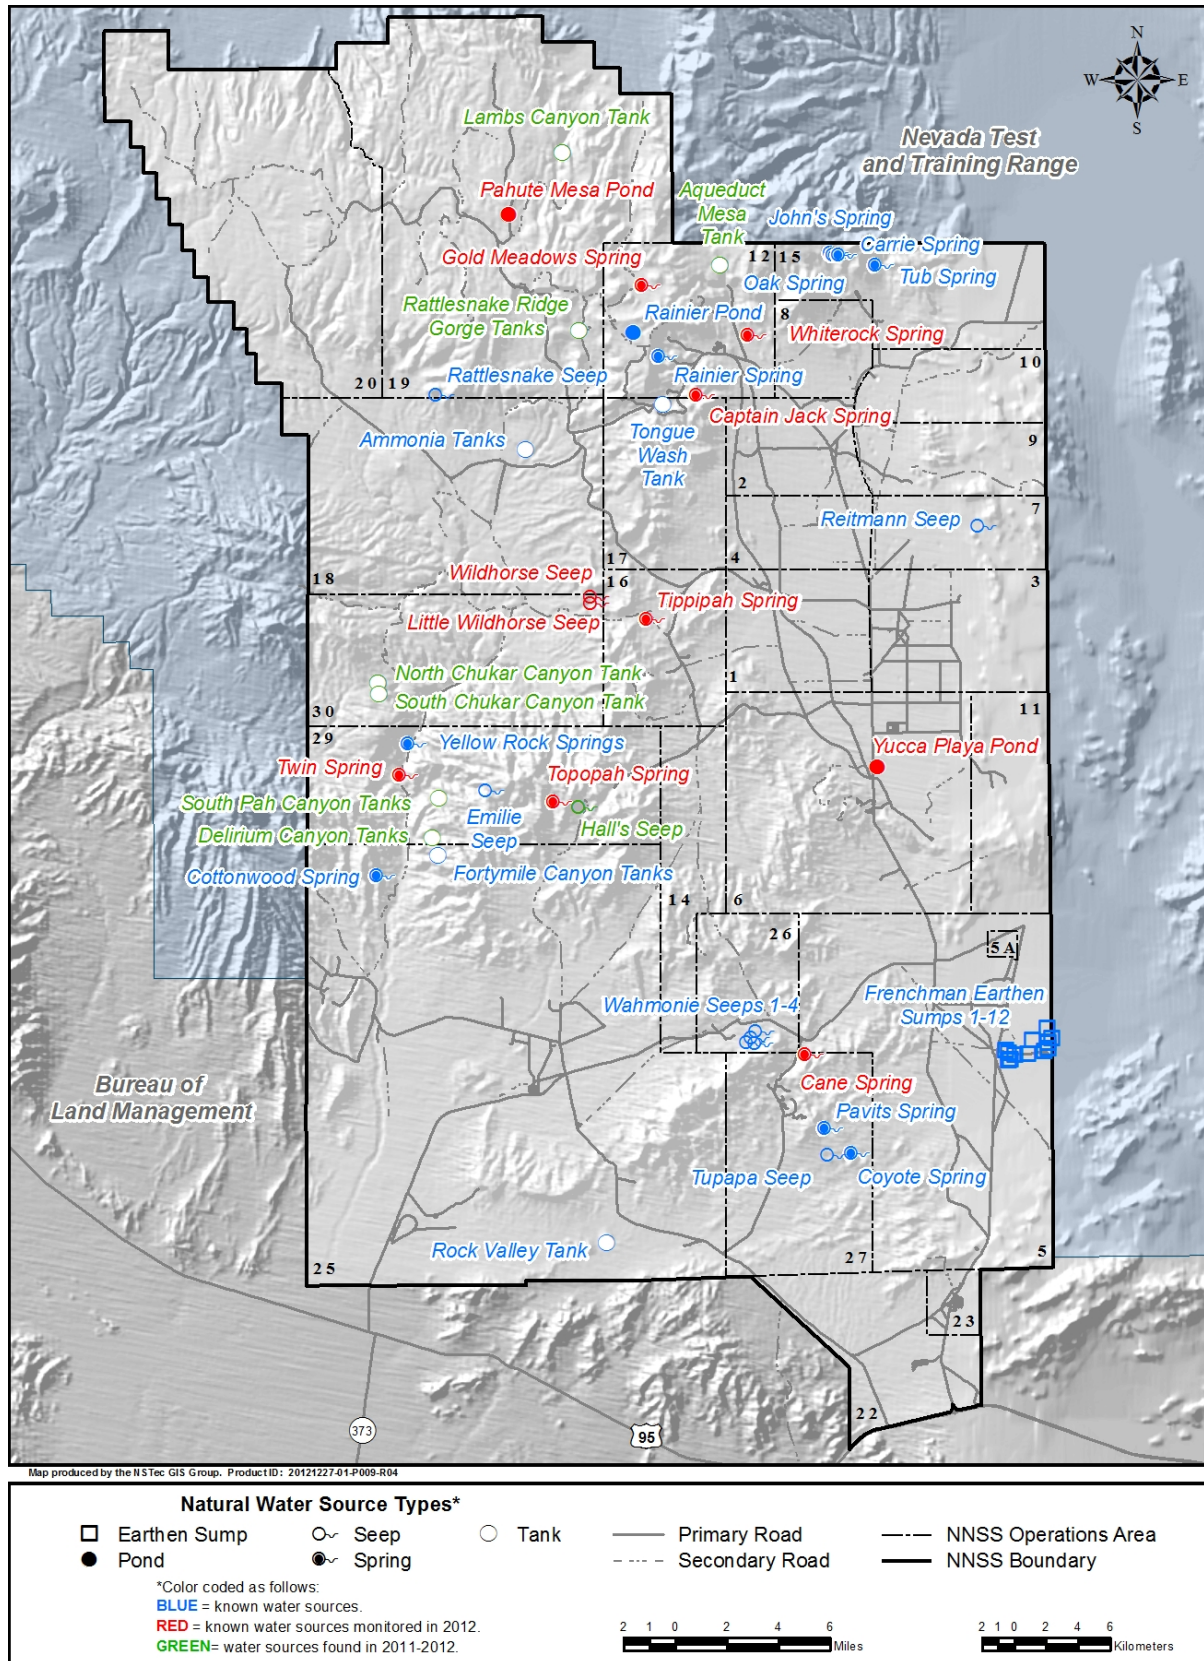 N
W E
S
Lambs Canyon Tank
Nevada Test
and Training Range
Pahute Mesa Pond
Aqueduct
Mesa
Tank
John's Spring
Carrie Spring
Gold Meadows Spring
12 15
Oak Spring
Tub Spring
Rattlesnake Ridge
Gorge Tanks
Rainier Pond
8
Whiterock Spring
10
20 19
Rattlesnake Seep
Rainier Spring
Captain Jack Spring
Ammonia Tanks
Tongue
Wash
Tank
9
2
7
Reitmann Seep
17
4
18
Wildhorse Seep
16
3
Little Wildhorse Seep
Tippipah Spring
North Chukar Canyon Tank
South Chukar Canyon Tank
1
30
11
29
Yellow Rock Springs
Yucca Playa Pond
Twin Spring
Topopah Spring
South Pah Canyon Tanks
Emilie
Seep
Hall's Seep
Delirium Canyon Tanks
Cottonwood Spring
Fortymile Canyon Tanks
14
6
26
5A
Wahmonie Seeps 1-4
Frenchman Earthen
Sumps 1-12
Bureau of
Land Management
Cane Spring
Pavits Spring
Tupapa Seep
Coyote Spring
Rock Valley Tank
25
27
5
23
22
373
95
Map produced by the NSTec GIS Group. Product ID: 20121227-01-P009-R04
Natural Water Source Types*
Earthen Sump Seep Tank Primary Road NNSS Operations Area
Pond Spring Secondary Road NNSS Boundary
*Color coded as follows:
BLUE = known water sources.
RED = known water sources monitored in 2012.
GREEN= water sources found in 2011-2012.
2 1 0 2 4 6
Miles
2 1 0 2 4 6
Kilometers